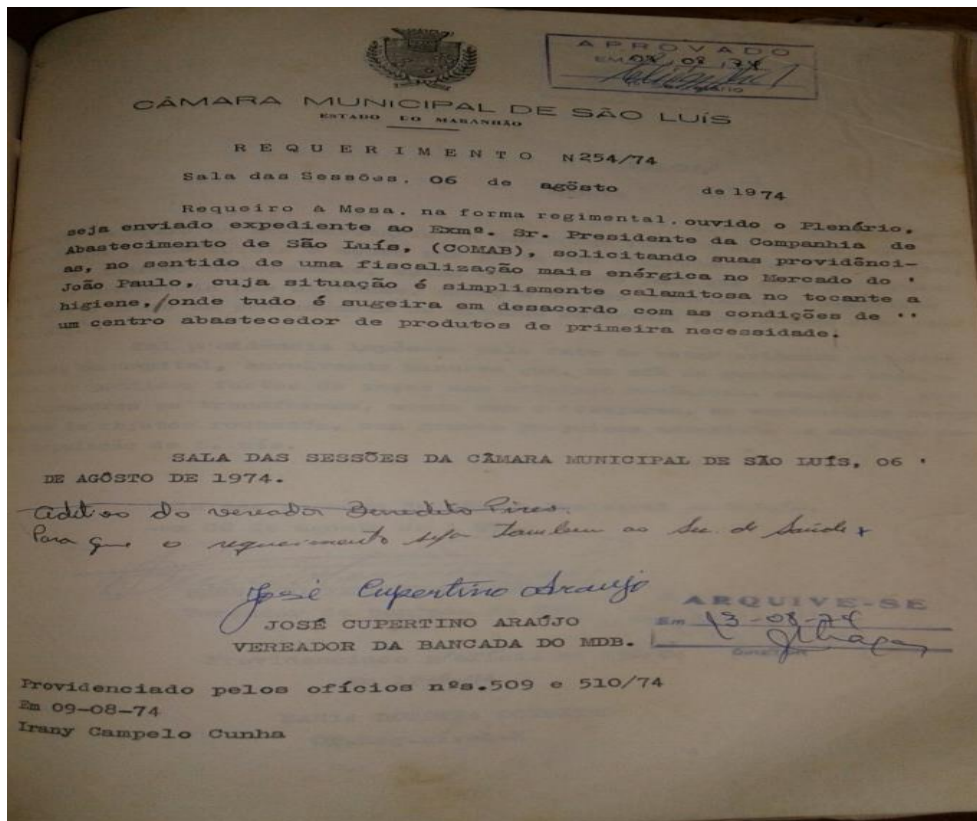 APROVADO
EM 08 / 08 / 74
CÂMARA MUNICIPAL DE SÃO LUÍS
ESTADO DO MARANHÃO
REQUERIMENTO N254/74
Sala das Sessões, 06 de agôsto de 1974
Requeiro à Mesa, na forma regimental, ouvido o Plenário,
seja enviado expediente ao Exmº. Sr. Presidente da Companhia de
Abastecimento de São Luís, (COMAB), solicitando suas providênci-
as, no sentido de uma fiscalização mais enérgica no Mercado do '
João Paulo, cuja situação é simplismente calamitosa no tocante a
higiene, /onde tudo é sugeira em desacordo com as condições de ''
um centro abastecedor de produtos de primeira necessidade.
SALA DAS SESSÕES DA CÂMARA MUNICIPAL DE SÃO LUÍS, 06 '
DE AGÔSTO DE 1974.
aditivo do vereador Benedito Pires.
Para que o requerimento seja tambem ao Sec. de Saúde
José Cupertino Araujo
JOSÉ CUPERTINO ARAÚJO
VEREADOR DA BANCADA DO MDB.
ARQUIVE-SE
Em 13-08-74
DIRETOR
Providenciado pelos ofícios nºs.509 e 510/74
Em 09-08-74
Irany Campelo Cunha